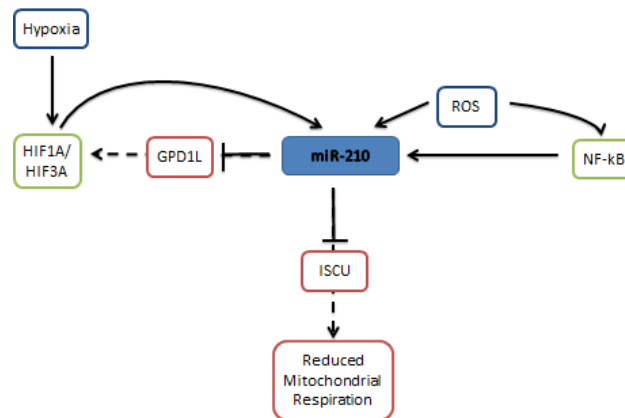 Hypoxia
ROS
HIF1A/
HIF3A
GPD1L
miR-210
NF-kB
ISCU
Reduced
Mitochondrial
Respiration